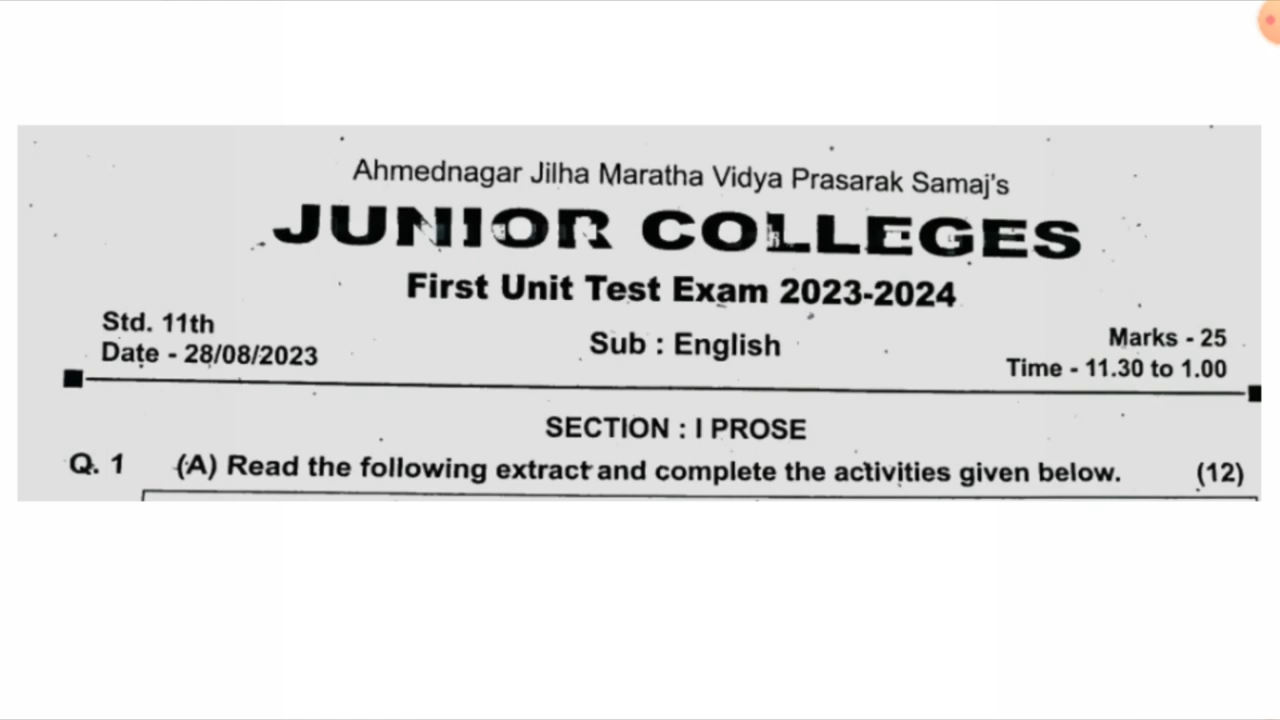 Ahmednagar Jilha Maratha Vidya Prasarak Samaj's
JUNIOR COLLEGES
First Unit Test Exam 2023-2024
Std. 11th
Date - 28/08/2023
Sub : English
Marks - 25
Time - 11.30 to 1.00
SECTION : I PROSE
Q. 1 (A) Read the following extract and complete the activities given below. (12)